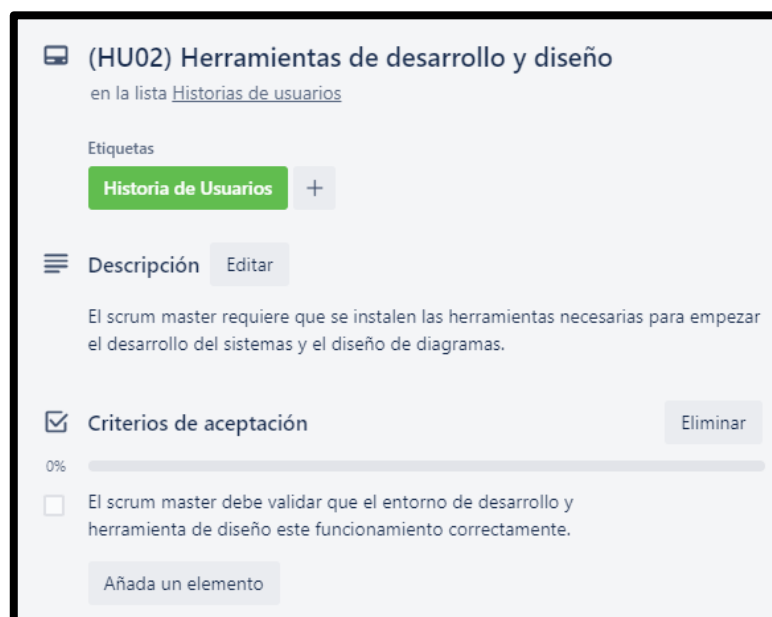 (HU02) Herramientas de desarrollo y diseño
en la lista Historias de usuarios
Etiquetas
Historia de Usuarios +
Descripción Editar
El scrum master requiere que se instalen las herramientas necesarias para empezar
el desarrollo del sistemas y el diseño de diagramas.
Criterios de aceptación Eliminar
0%
El scrum master debe validar que el entorno de desarrollo y
herramienta de diseño este funcionamiento correctamente.
Añada un elemento